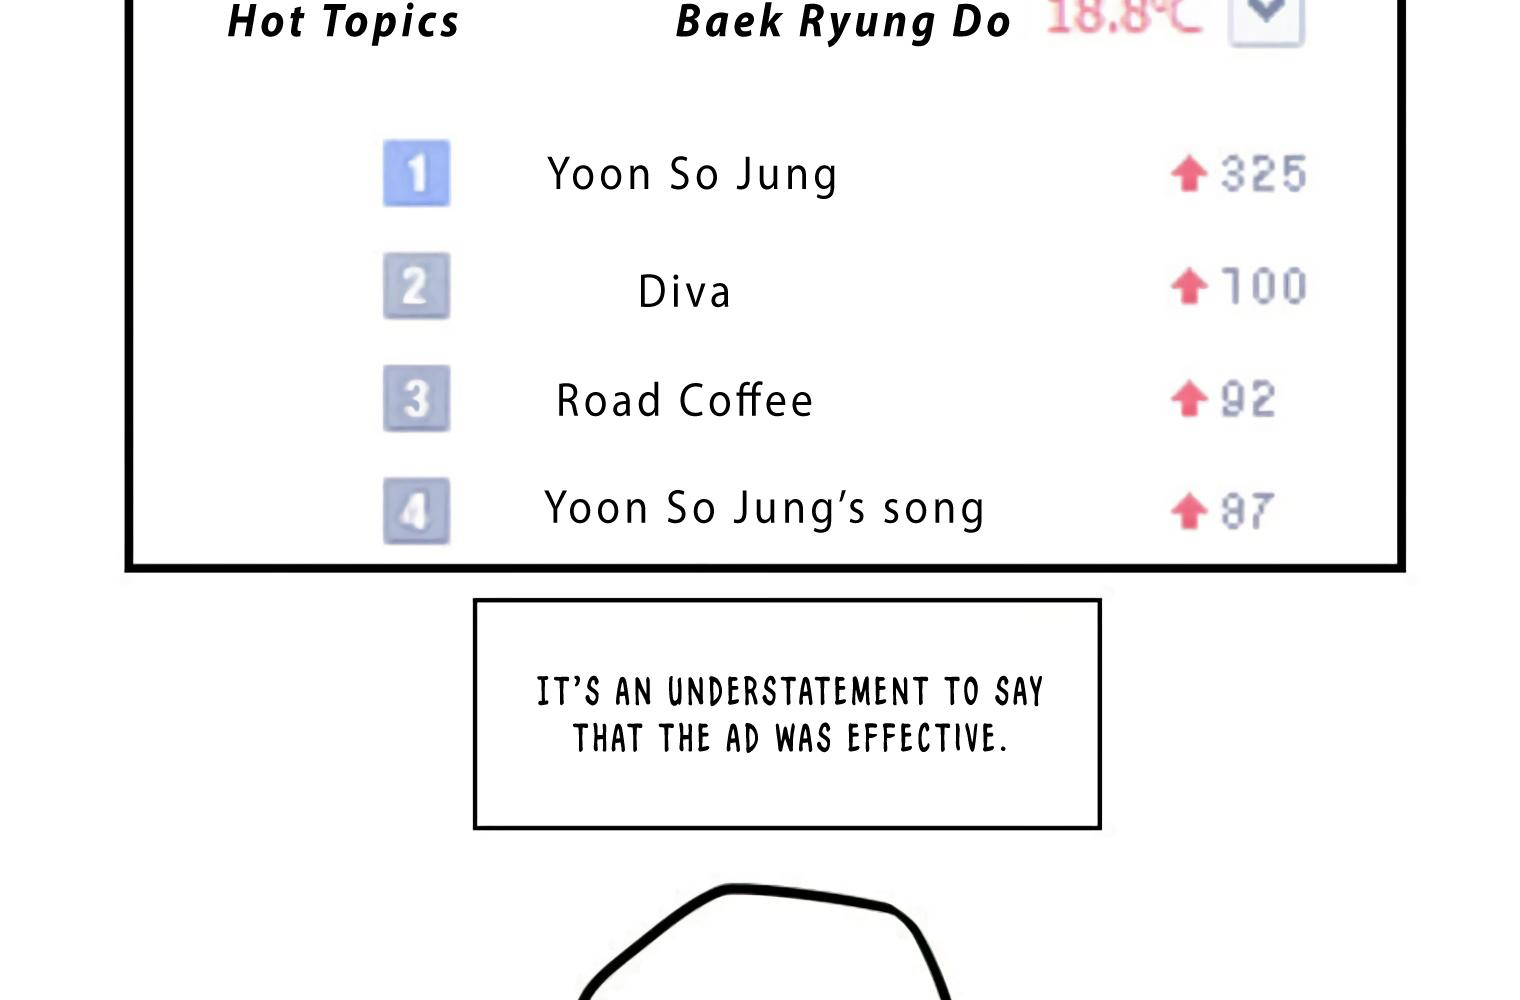 Hot Topics Baek Ryung Do 18.8°C
1 Yoon So Jung 325
2 Diva 100
3 Road Coffee 92
4 Yoon So Jung’s song 87
IT’S AN UNDERSTATEMENT TO SAY
THAT THE AD WAS EFFECTIVE.